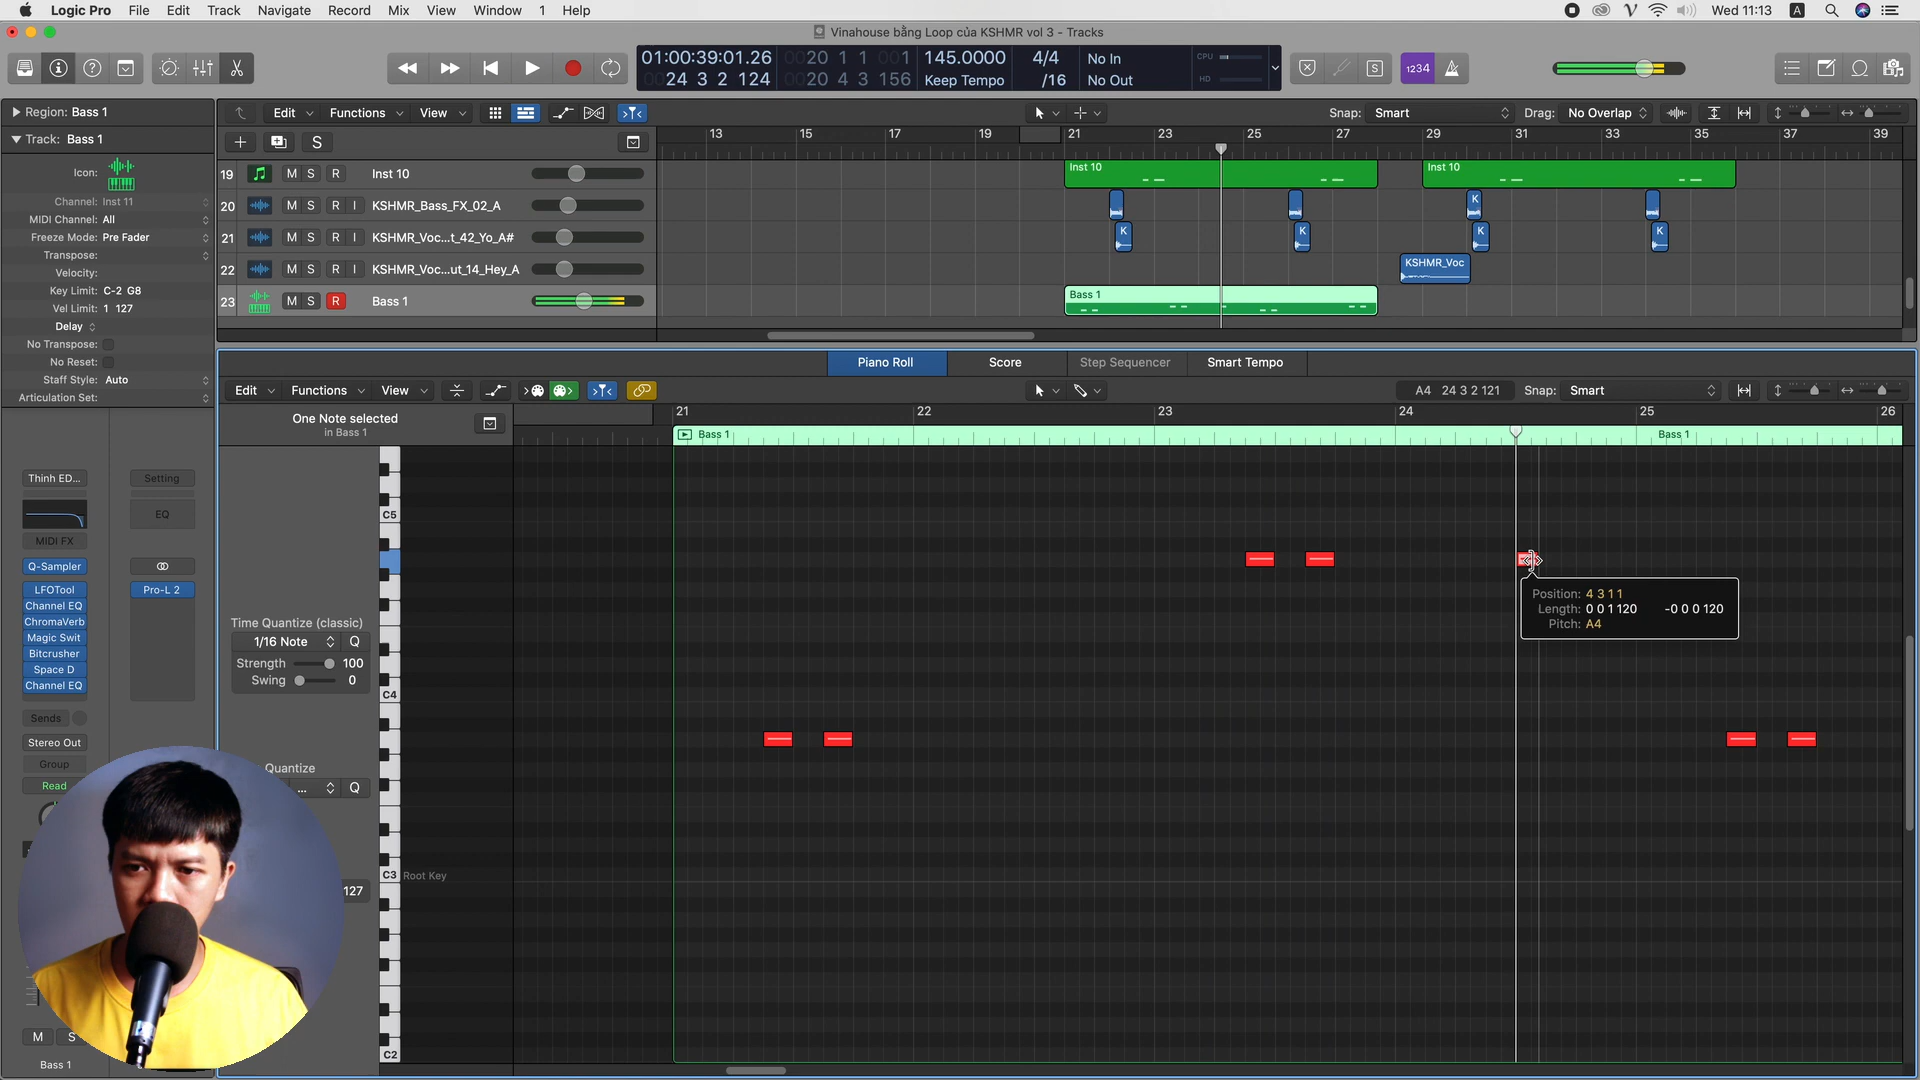 Logic Pro File Edit Track Navigate Record Mix View Window 1 Help
Wed 11:13 A
Vinahouse bằng Loop của KSHMR vol 3 - Tracks
01:00:39:01.26 0020 1 1 001 145.0000 4/4 No In CPU
0024 3 2 124 0020 4 3 156 Keep Tempo /16 No Out HD
S 1234
Region: Bass 1
Edit Functions View Snap: Smart Drag: No Overlap
Track: Bass 1
S
13 15 17 19 21 23 25 27 29 31 33 35 37 39
Icon:
Channel: Inst 11
MIDI Channel: All
Freeze Mode: Pre Fader
Transpose:
Velocity:
Key Limit: C-2 G8
Vel Limit: 1 127
Delay
No Transpose:
No Reset:
Staff Style: Auto
Articulation Set:
19 M S R Inst 10
Inst 10 Inst 10
20 M S R I KSHMR_Bass_FX_02_A
K
21 M S R I KSHMR_Voc...t_42_Yo_A#
K K K K
22 M S R I KSHMR_Voc...ut_14_Hey_A
KSHMR_Voc
23 M S R Bass 1
Bass 1
Piano Roll Score Step Sequencer Smart Tempo
Edit Functions View A4 24 3 2 121 Snap: Smart
One Note selected
in Bass 1
21 22 23 24 25 26
Bass 1 Bass 1
Thinh ED... Setting
EQ
MIDI FX
Q-Sampler
LFOTool Pro-L 2
Channel EQ
ChromaVerb
Magic Swit
Bitcrusher
Space D
Channel EQ
Sends
Stereo Out
Group
Read
Time Quantize (classic)
1/16 Note Q
Strength 100
Swing 0
Quantize
... Q
127
C5
C4
C3 Root Key
C2
Position: 4 3 1 1
Length: 0 0 1 120 -0 0 0 120
Pitch: A4
M S
Bass 1